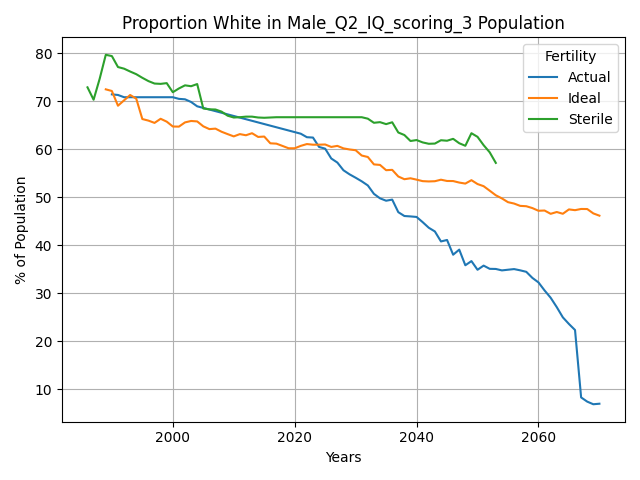 Proportion White in Male_Q2_IQ_scoring_3 Population
% of Population
80
70
60
50
40
30
20
10
Fertility
Actual
Ideal
Sterile
2000
2020
2040
2060
Years